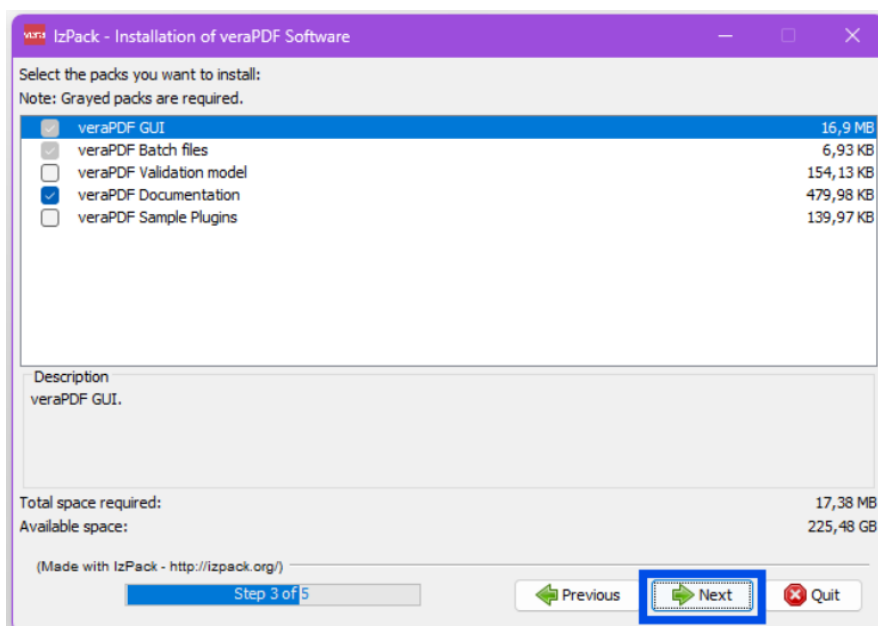 vera IzPack - Installation of veraPDF Software
Select the packs you want to install:
Note: Grayed packs are required.
veraPDF GUI 16,9 MB
veraPDF Batch files 6,93 KB
veraPDF Validation model 154,13 KB
veraPDF Documentation 479,98 KB
veraPDF Sample Plugins 139,97 KB
Description
veraPDF GUI.
Total space required: 17,38 MB
Available space: 225,48 GB
(Made with IzPack - http://izpack.org/)
Step 3 of 5 Previous Next Quit